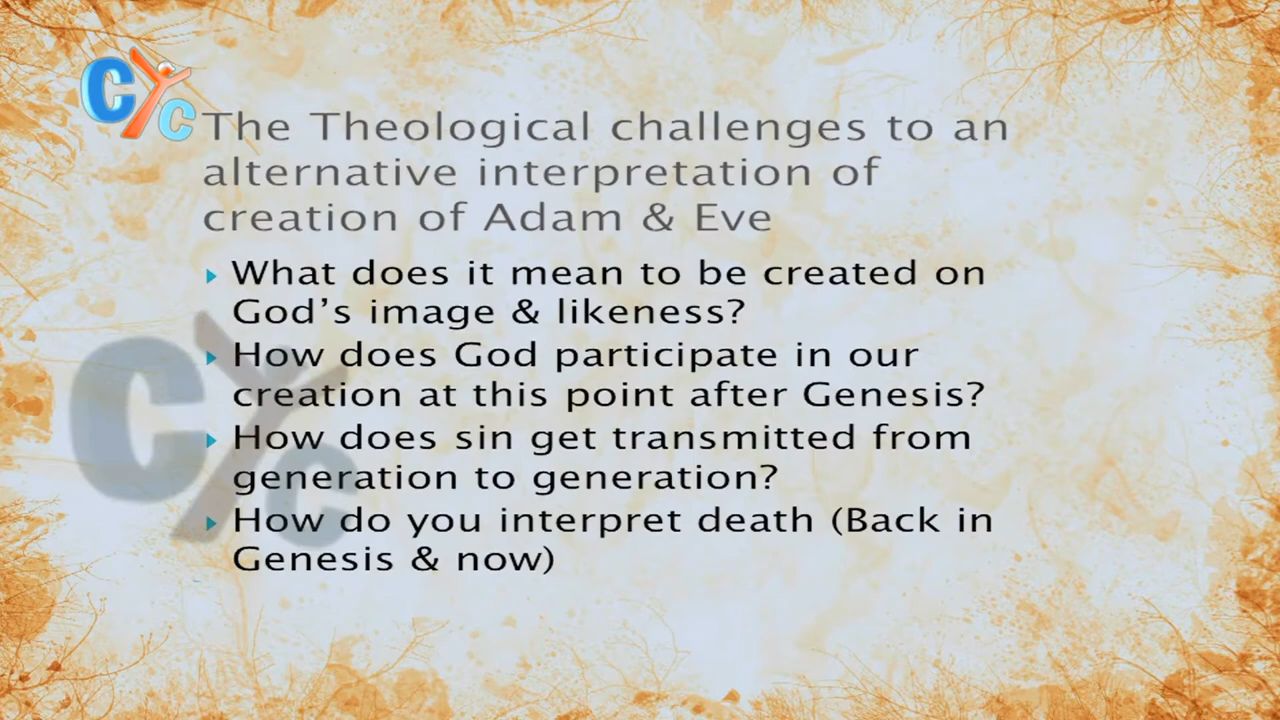 CYC
The Theological challenges to an
alternative interpretation of
creation of Adam & Eve
What does it mean to be created on
God's image & likeness?
How does God participate in our
creation at this point after Genesis?
How does sin get transmitted from
generation to generation?
How do you interpret death (Back in
Genesis & now)
CYC